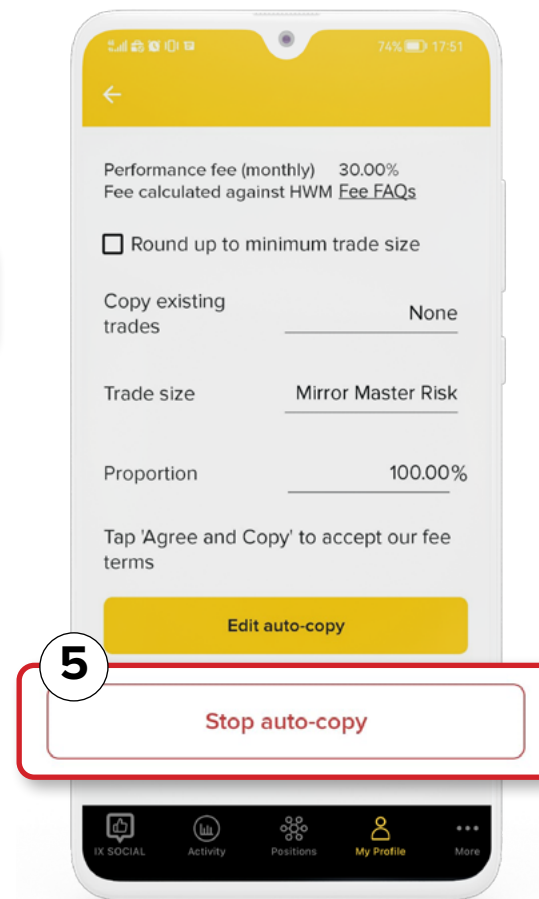 74% 17:51
Performance fee (monthly) 30.00%
Fee calculated against HWM Fee FAQs
Round up to minimum trade size
Copy existing
trades
None
Trade size Mirror Master Risk
Proportion 100.00%
Tap 'Agree and Copy' to accept our fee
terms
Edit auto-copy
5
Stop auto-copy
IX SOCIAL Activity Positions My Profile More